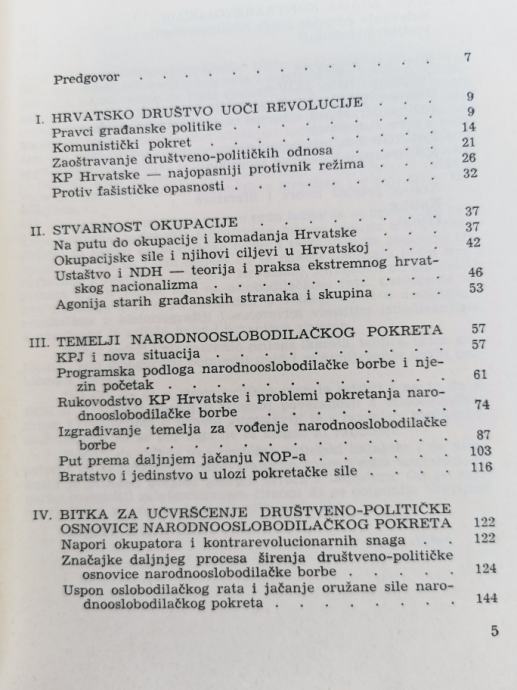 Predgovor . . . . . . . . . . . . 7
I. HRVATSKO DRUŠTVO UOČI REVOLUCIJE . . . 9
Pravci građanske politike . . . . . . . . 9
Komunistički pokret . . . . . . . . . 14
Zaoštravanje društveno-političkih odnosa . . . 21
KP Hrvatske — najopasniji protivnik režima . . . 26
Protiv fašističke opasnosti . . . . . . . . 32
II. STVARNOST OKUPACIJE . . . . . . . 37
Na putu do okupacije i komadanja Hrvatske . . . 37
Okupacijske sile i njihovi ciljevi u Hrvatskoj . . 42
Ustaštvo i NDH — teorija i praksa ekstremnog hrvat-
skog nacionalizma . . . . . . . . . 46
Agonija starih građanskih stranaka i skupina . . . 53
III. TEMELJI NARODNOOSLOBODILAČKOG POKRETA 57
KPJ i nova situacija . . . . . . . . . 57
Programska podloga narodnooslobodilačke borbe i nje-
zin početak . . . . . . . . . . . 61
Rukovodstvo KP Hrvatske i problemi pokretanja naro-
dnooslobodilačke borbe . . . . . . . 74
Izgrađivanje temelja za vođenje narodnooslobodilačke
borbe . . . . . . . . . . . . 87
Put prema daljnjem jačanju NOP-a . . . . . 103
Bratstvo i jedinstvo u ulozi pokretačke sile . . . . 116
IV. BITKA ZA UČVRŠĆENJE DRUŠTVENO-POLITIČKE
OSNOVICE NARODNOOSLOBODILAČKOG POKRETA 122
Napori okupatora i kontrarevolucionarnih snaga . . 122
Značajke daljnjeg procesa širenja društveno-političke
osnovice narodnooslobodilačke borbe . . . . 124
Uspon oslobodilačkog rata i jačanje oružane sile naro-
dnooslobodilačkog pokreta . . . . . . . 144
5